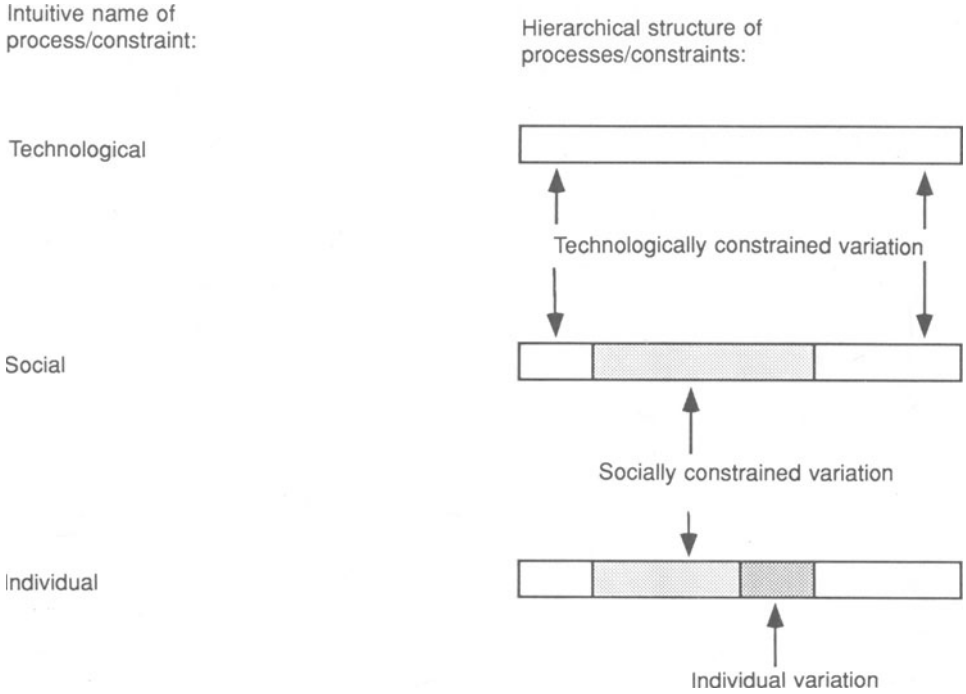 Intuitive name of
process/constraint:
Hierarchical structure of
processes/constraints:
Technological
Technologically constrained variation
Social
Socially constrained variation
Individual
Individual variation